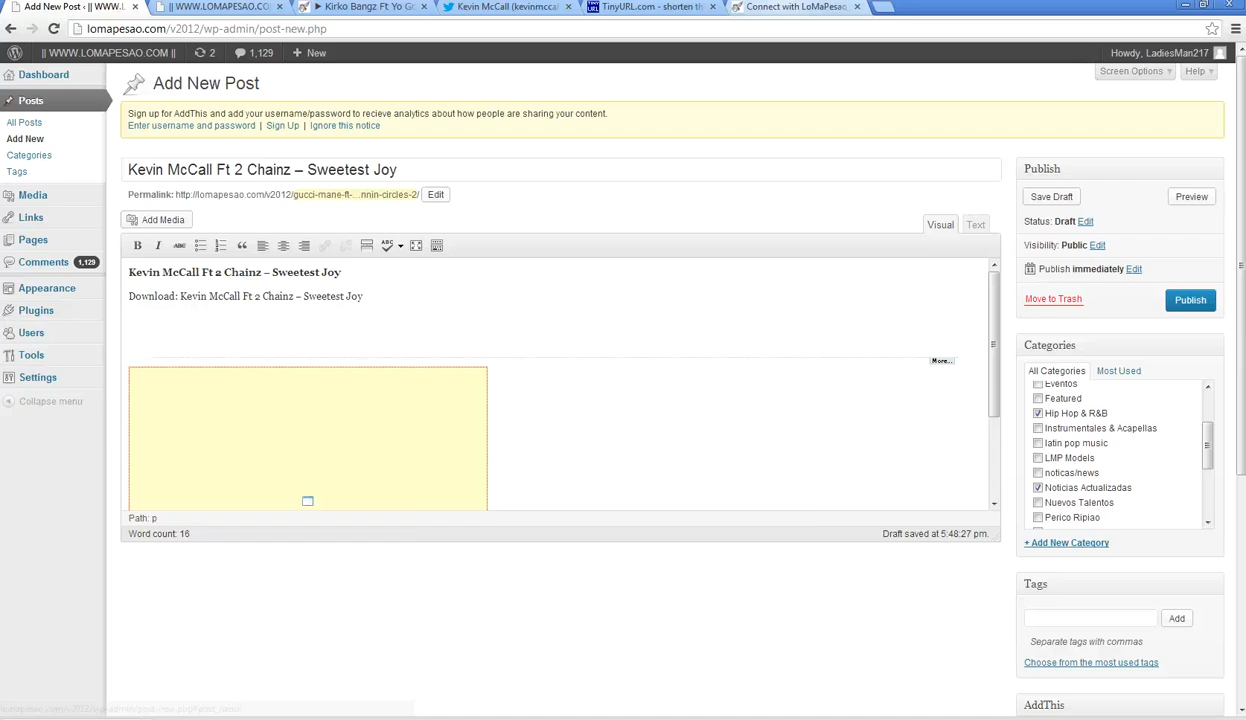 Add New Post ‹ || WWW.L
|| WWW.LOMAPESAO.COM ||
▶ Kirko Bangz Ft Yo Go
Kevin McCall (kevinmccal
TinyURL.com - shorten th
Connect with LoMaPesao
lomapesao.com/v2012/wp-admin/post-new.php
|| WWW.LOMAPESAO.COM ||
2
1,129
+ New
Howdy, LadiesMan217
Dashboard
Posts
All Posts
Add New
Categories
Tags
Media
Links
Pages
Comments 1,129
Appearance
Plugins
Users
Tools
Settings
Collapse menu
Add New Post
Screen Options
Help
Sign up for AddThis and add your username/password to recieve analytics about how people are sharing your content.
Enter username and password | Sign Up | Ignore this notice
Kevin McCall Ft 2 Chainz – Sweetest Joy
Permalink: http://lomapesao.com/v2012/gucci-mane-ft-…nnin-circles-2/ Edit
Add Media
Visual
Text
B I ABC
ABC
Kevin McCall Ft 2 Chainz – Sweetest Joy
Download: Kevin McCall Ft 2 Chainz – Sweetest Joy
More...
Path: p
Word count: 16
Draft saved at 5:48:27 pm.
Publish
Save Draft
Preview
Status: Draft Edit
Visibility: Public Edit
Publish immediately Edit
Move to Trash
Publish
Categories
All Categories
Most Used
Eventos
Featured
Hip Hop & R&B
Instrumentales & Acapellas
latin pop music
LMP Models
noticas/news
Noticias Actualizadas
Nuevos Talentos
Perico Ripiao
+ Add New Category
Tags
Add
Separate tags with commas
Choose from the most used tags
AddThis